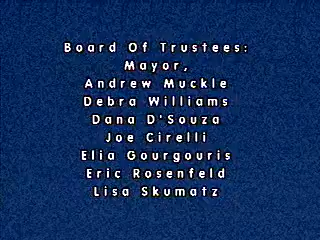 Board Of Trustees:
Mayor,
Andrew Muckle
Debra Williams
Dana D'Souza
Joe Cirelli
Elia Gourgouris
Eric Rosenfeld
Lisa Skumatz